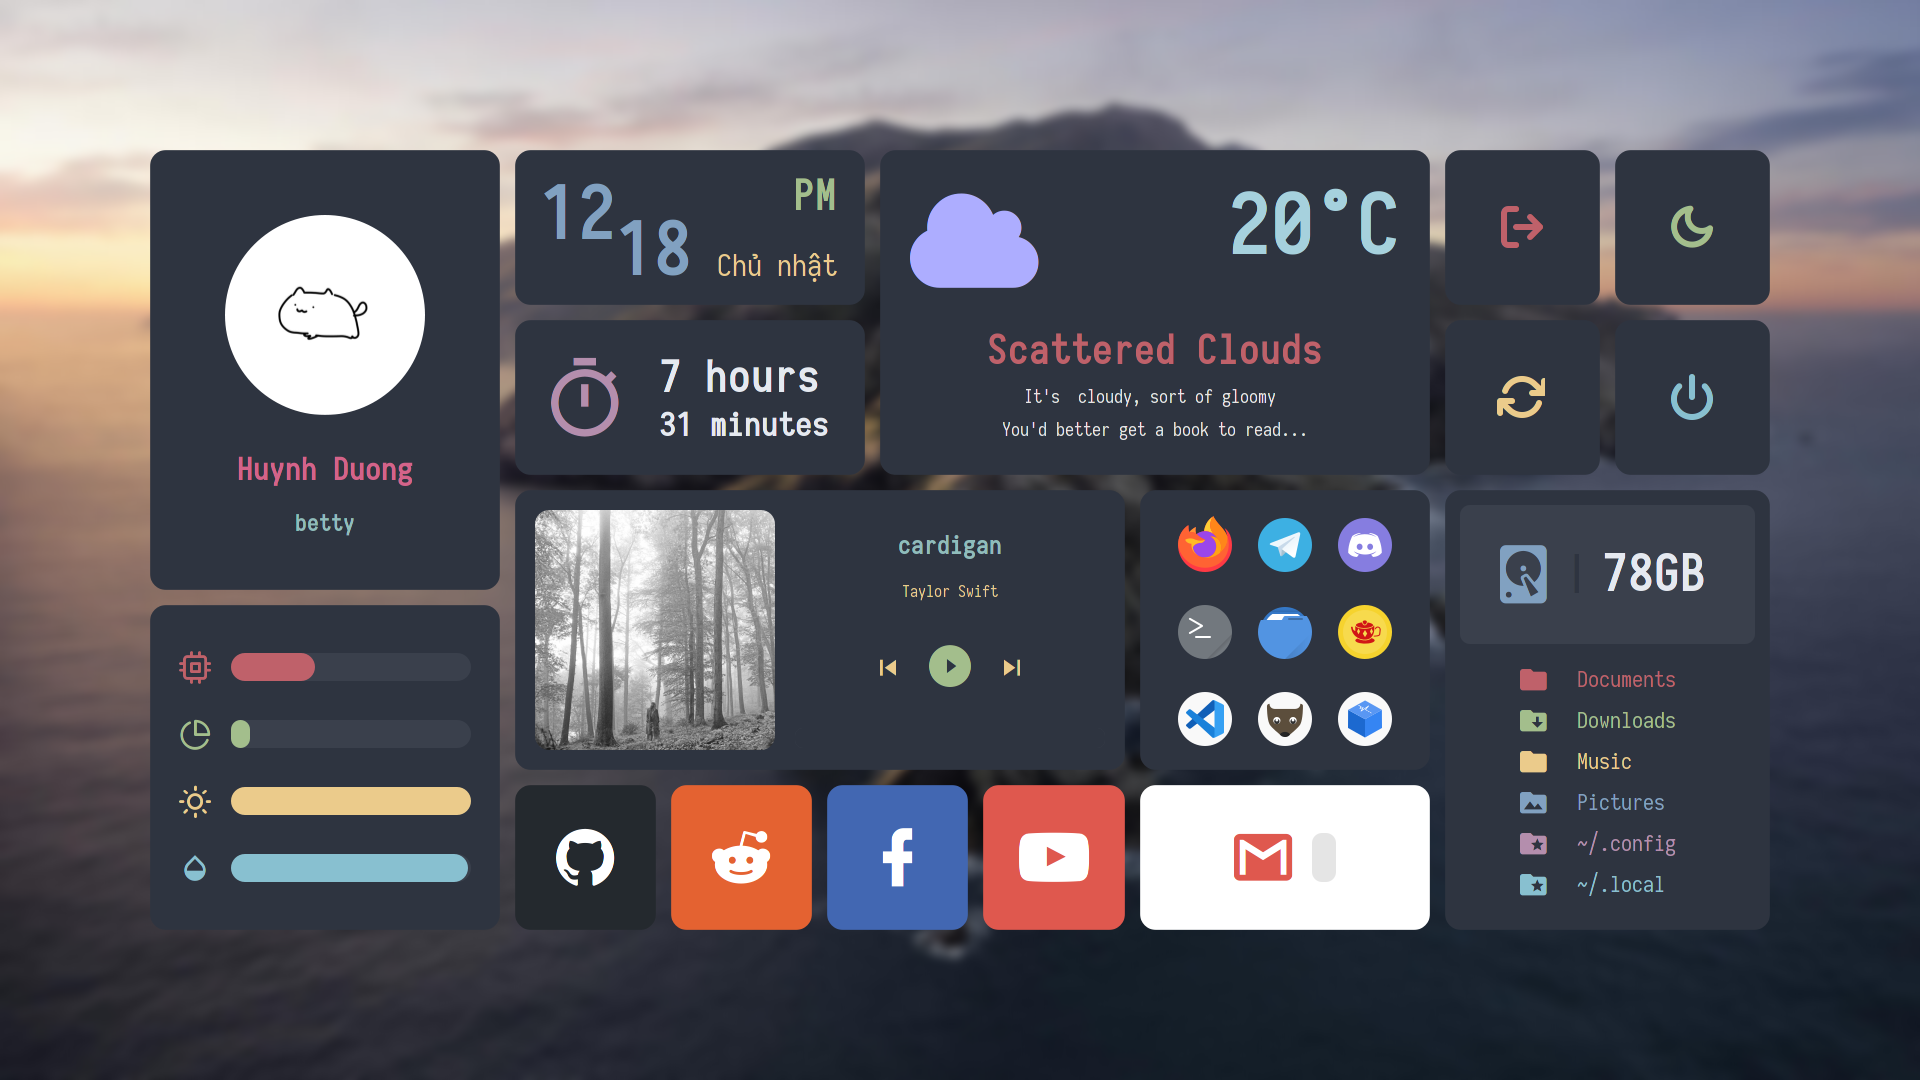 Huynh Duong
betty
12
18
PM
Chủ nhật
7 hours
31 minutes
20°C
Scattered Clouds
It's  cloudy, sort of gloomy
You'd better get a book to read...
cardigan
Taylor Swift
78GB
Documents
Downloads
Music
Pictures
~/.config
~/.local